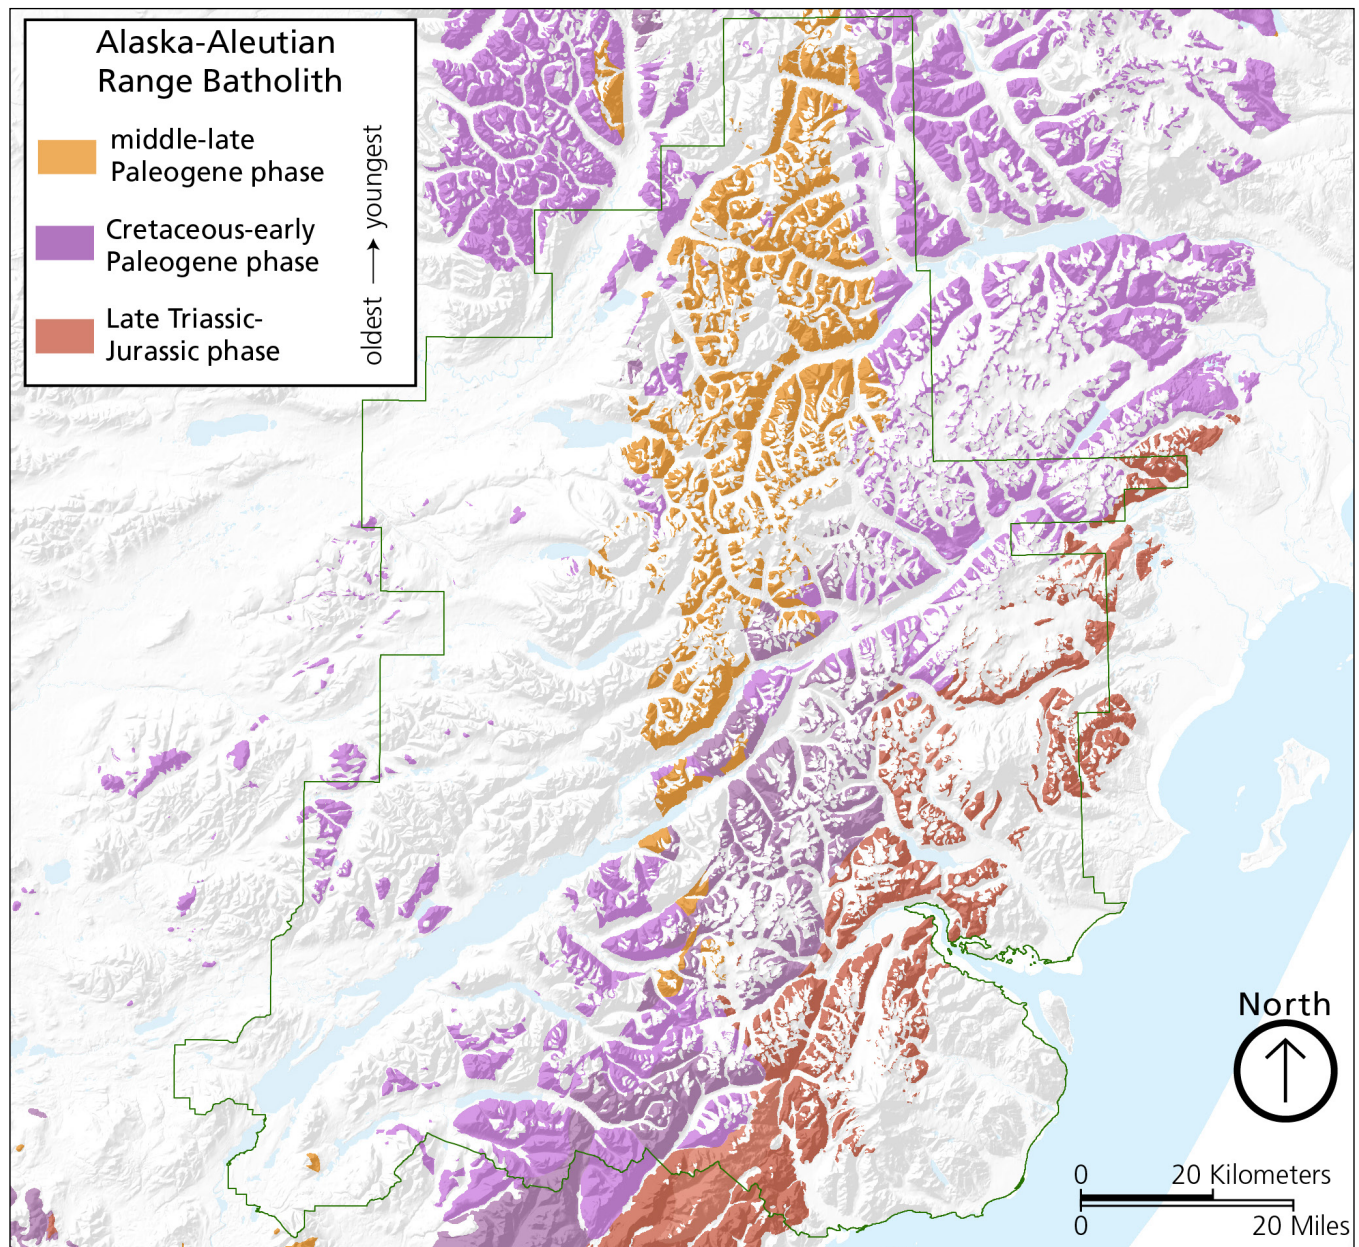 Alaska-Aleutian
Range Batholith
middle-late
Paleogene phase
Cretaceous-early
Paleogene phase
Late Triassic-
Jurassic phase
oldest → youngest
North
0 20 Kilometers
0 20 Miles